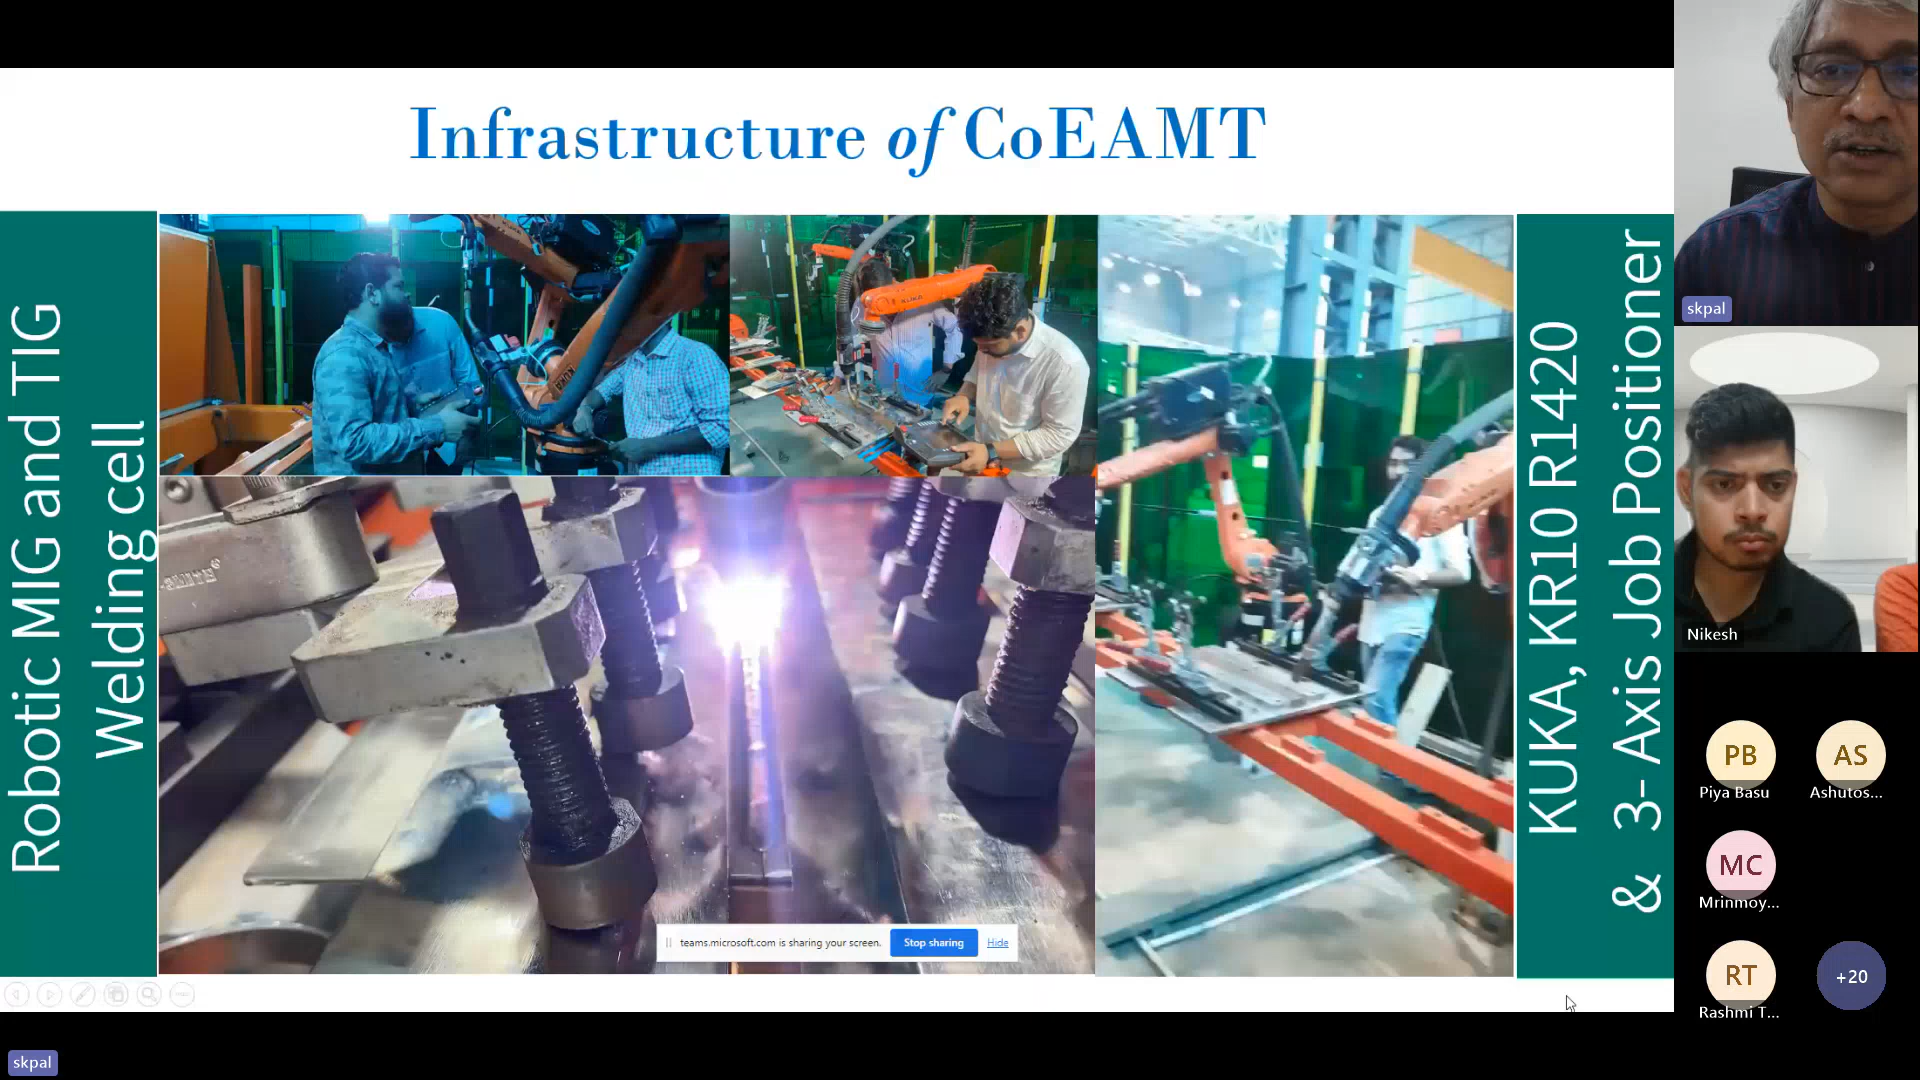 Infrastructure of CoEAMT
Robotic MIG and TIG
Welding cell
KUKA, KR10 R1420
& 3- Axis Job Positioner
KUKA
KUKA
teams.microsoft.com is sharing your screen.
Stop sharing
Hide
skpal
Nikesh
PB
Piya Basu
AS
Ashutos...
MC
Mrinmoy...
RT
Rashmi T...
+20
skpal